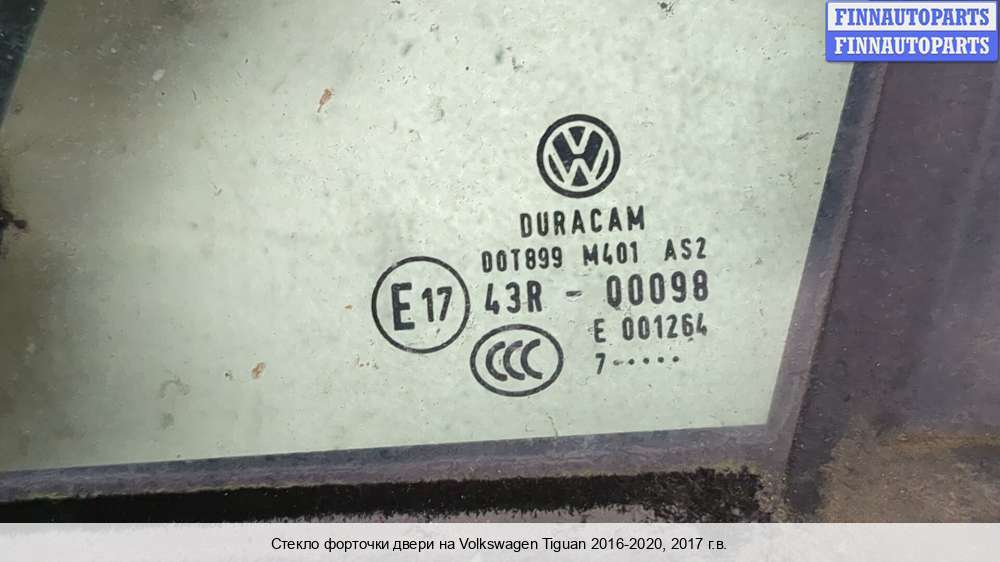 FINNAUTOPARTS
FINNAUTOPARTS
DURACAM
DOT899 M401 AS2
E17 43R - 00098
CCC
E 001264
7·····
Стекло форточки двери на Volkswagen Tiguan 2016-2020, 2017 г.в.